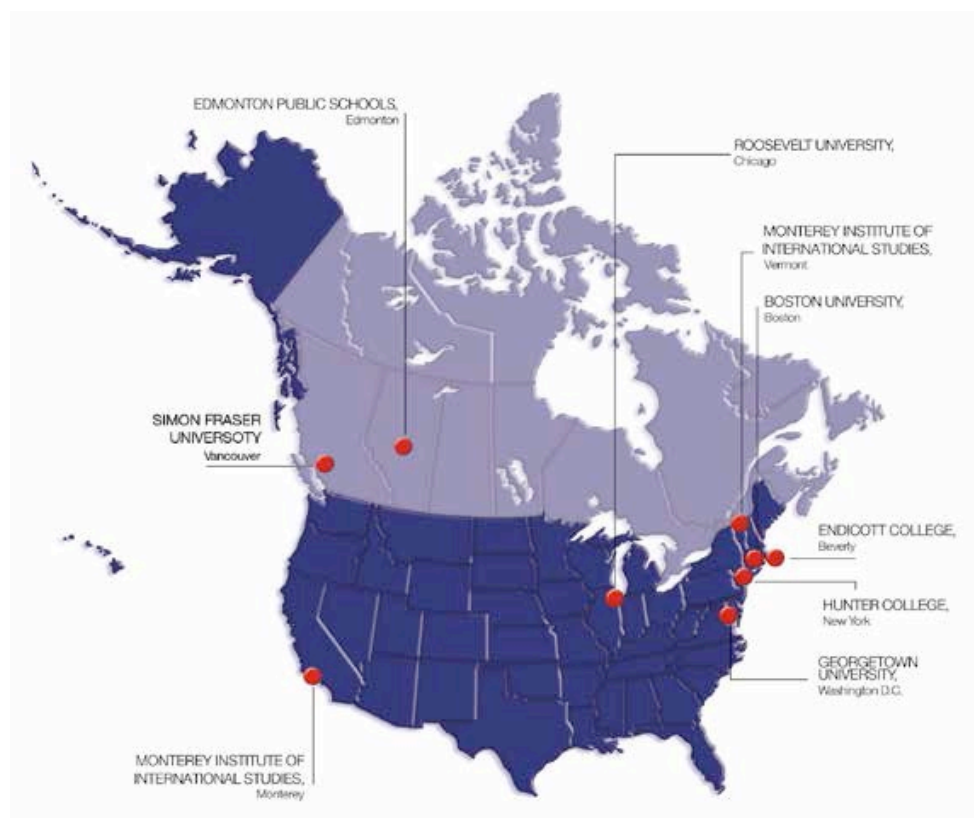 EDMONTON PUBLIC SCHOOLS,
Edmonton
ROOSEVELT UNIVERSITY,
Chicago
MONTEREY INSTITUTE OF
INTERNATIONAL STUDIES,
Vermont
BOSTON UNIVERSITY,
Boston
SIMON FRASER
UNIVERSOTY
Vancouver
ENDICOTT COLLEGE,
Beverly
HUNTER COLLEGE,
New York
GEORGETOWN
UNIVERSITY,
Washington D.C.
MONTEREY INSTITUTE OF
INTERNATIONAL STUDIES,
Monterey